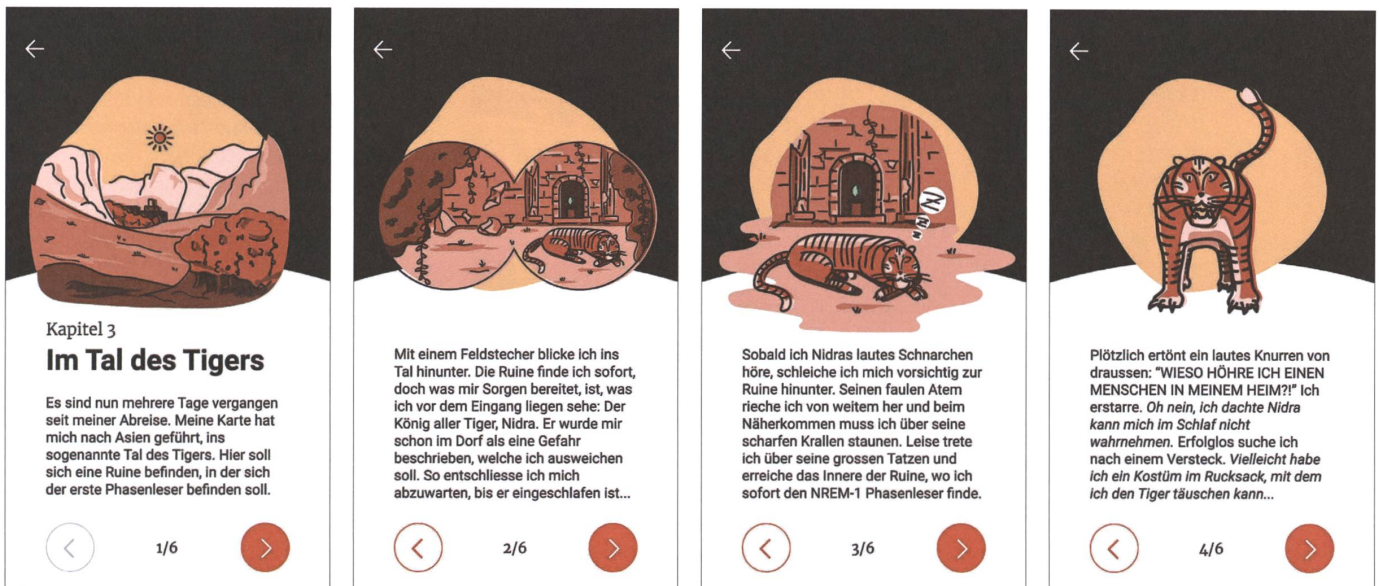 Kapitel 3
Im Tal des Tigers
Es sind nun mehrere Tage vergangen
seit meiner Abreise. Meine Karte hat
mich nach Asien geführt, ins
sogenannte Tal des Tigers. Hier soll
sich eine Ruine befinden, in der sich
der erste Phasenleser befinden soll.
1/6
Mit einem Feldstecher blicke ich ins
Tal hinunter. Die Ruine finde ich sofort,
doch was mir Sorgen bereitet, ist, was
ich vor dem Eingang liegen sehe: Der
König aller Tiger, Nidra. Er wurde mir
schon im Dorf als eine Gefahr
beschrieben, welche ich ausweichen
soll. So entschliesse ich mich
abzuwarten, bis er eingeschlafen ist...
2/6
Z
Z
Z
Sobald ich Nidras lautes Schnarchen
höre, schleiche ich mich vorsichtig zur
Ruine hinunter. Seinen faulen Atem
rieche ich von weitem her und beim
Näherkommen muss ich über seine
scharfen Krallen staunen. Leise trete
ich über seine grossen Tatzen und
erreiche das Innere der Ruine, wo ich
sofort den NREM-1 Phasenleser finde.
3/6
Plötzlich ertönt ein lautes Knurren von
draussen: “WIESO HÖHRE ICH EINEN
MENSCHEN IN MEINEM HEIM?!” Ich
erstarre. Oh nein, ich dachte Nidra
kann mich im Schlaf nicht
wahrnehmen. Erfolglos suche ich
nach einem Versteck. Vielleicht habe
ich ein Kostüm im Rucksack, mit dem
ich den Tiger täuschen kann...
4/6